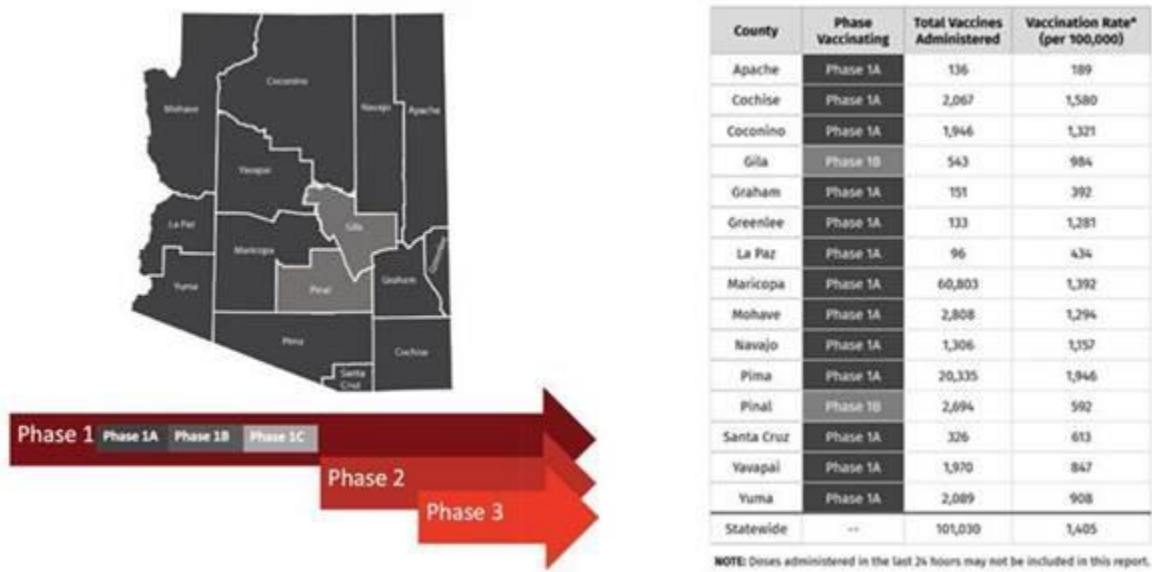 Mohave
Coconino
Navajo
Apache
Yavapai
La Paz
Gila
Maricopa
Yuma
Pinal
Graham
Greenlee
Pima
Cochise
Santa
Cruz
Phase 1 Phase 1A Phase 1B Phase 1C
Phase 2
Phase 3
County Phase Vaccinating Total Vaccines Administered Vaccination Rate* (per 100,000)
Apache Phase 1A 136 189
Cochise Phase 1A 2,067 1,580
Coconino Phase 1A 1,946 1,321
Gila Phase 1B 543 984
Graham Phase 1A 151 392
Greenlee Phase 1A 133 1,281
La Paz Phase 1A 96 434
Maricopa Phase 1A 60,803 1,392
Mohave Phase 1A 2,808 1,294
Navajo Phase 1A 1,306 1,157
Pima Phase 1A 20,335 1,946
Pinal Phase 1B 2,694 592
Santa Cruz Phase 1A 326 613
Yavapai Phase 1A 1,970 847
Yuma Phase 1A 2,089 908
Statewide -- 101,030 1,405
NOTE: Doses administered in the last 24 hours may not be included in this report.